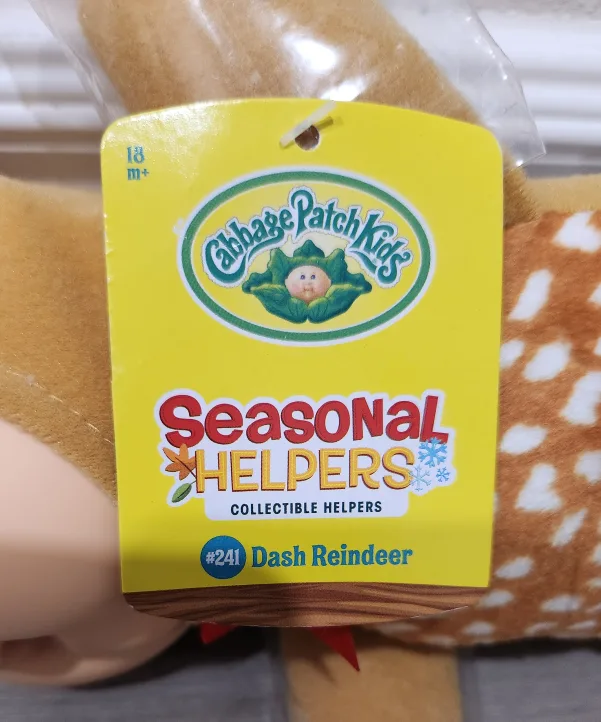 18
m+
Cabbage Patch Kids
Seasonal
HELPERS
COLLECTIBLE HELPERS
#241 Dash Reindeer